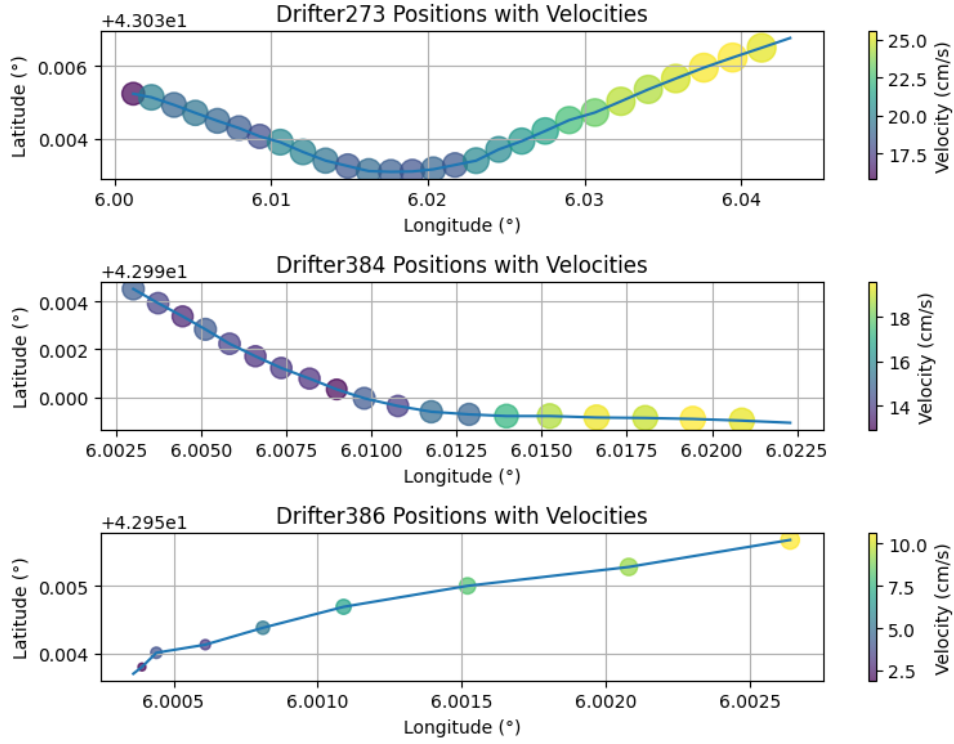 Drifter273 Positions with Velocities
+4.303e1
0.006
0.004
Latitude (°)
6.00 6.01 6.02 6.03 6.04
Longitude (°)
25.0
22.5
20.0
17.5
Velocity (cm/s)
Drifter384 Positions with Velocities
+4.299e1
0.004
0.002
0.000
Latitude (°)
6.0025 6.0050 6.0075 6.0100 6.0125 6.0150 6.0175 6.0200 6.0225
Longitude (°)
18
16
14
Velocity (cm/s)
Drifter386 Positions with Velocities
+4.295e1
0.005
0.004
Latitude (°)
6.0005 6.0010 6.0015 6.0020 6.0025
Longitude (°)
10.0
7.5
5.0
2.5
Velocity (cm/s)